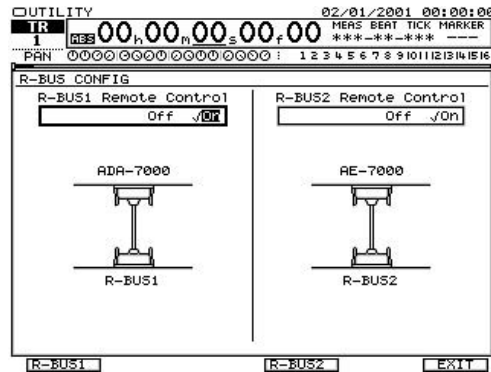 UTILITY 02/01/2001 00:00:00
TR 1 ABS 00h00m00s00f00 MEAS BEAT TICK MARKER
***-**-*** ---
PAN : 1 2 3 4 5 6 7 8 9 10 11 12 13 14 15 16
R-BUS CONFIG
R-BUS1 Remote Control R-BUS2 Remote Control
Off √On Off √On
ADA-7000 AE-7000
R-BUS1 R-BUS2
R-BUS1 R-BUS2 EXIT